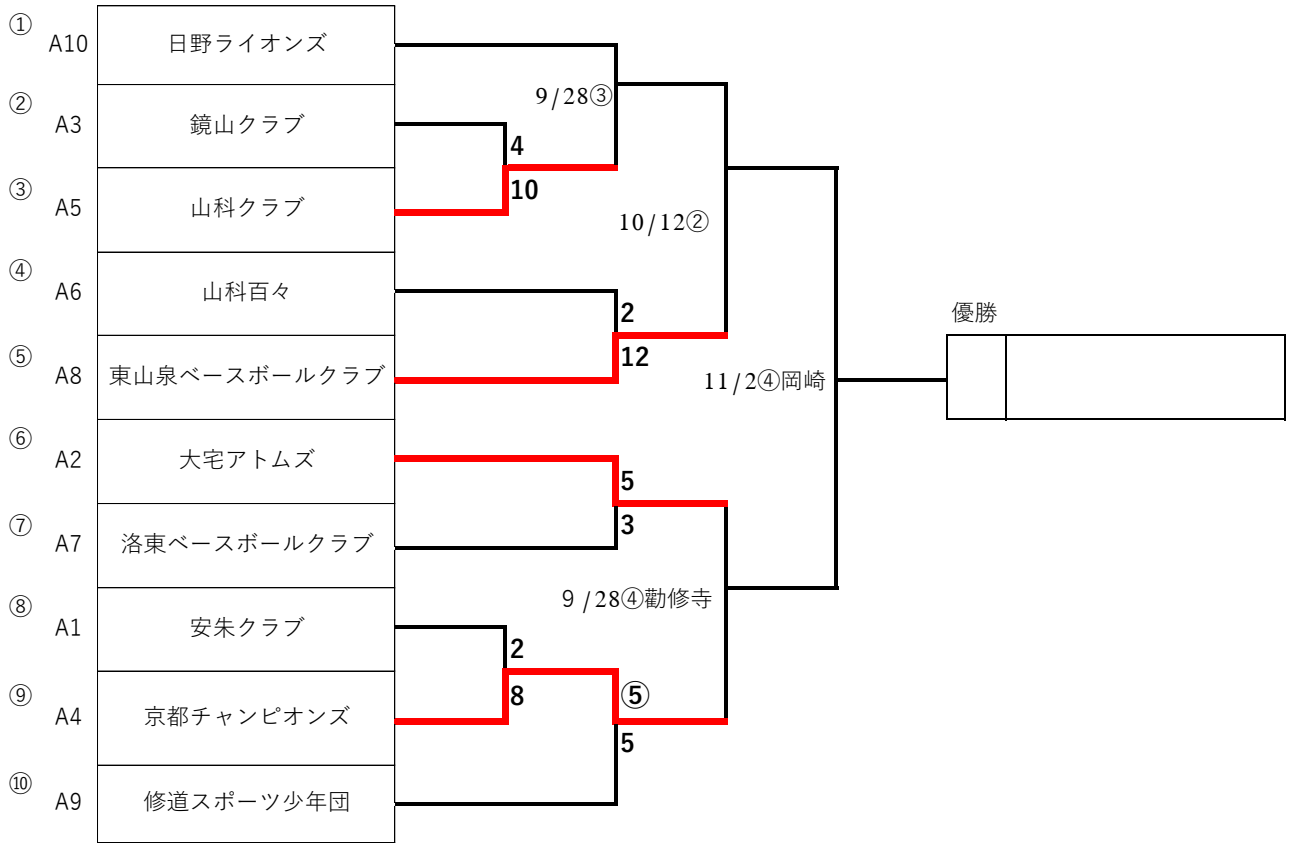 ① A10 日野ライオンズ
9/28③
② A3 鏡山クラブ
4
10
③ A5 山科クラブ
10/12②
④ A6 山科百々
2
12
優勝
⑤ A8 東山泉ベースボールクラブ
11/2④岡崎
⑥ A2 大宅アトムズ
5
3
⑦ A7 洛東ベースボールクラブ
９/28④勸修寺
⑧ A1 安朱クラブ
2
8
⑤
⑨ A4 京都チャンピオンズ
5
⑩ A9 修道スポーツ少年団